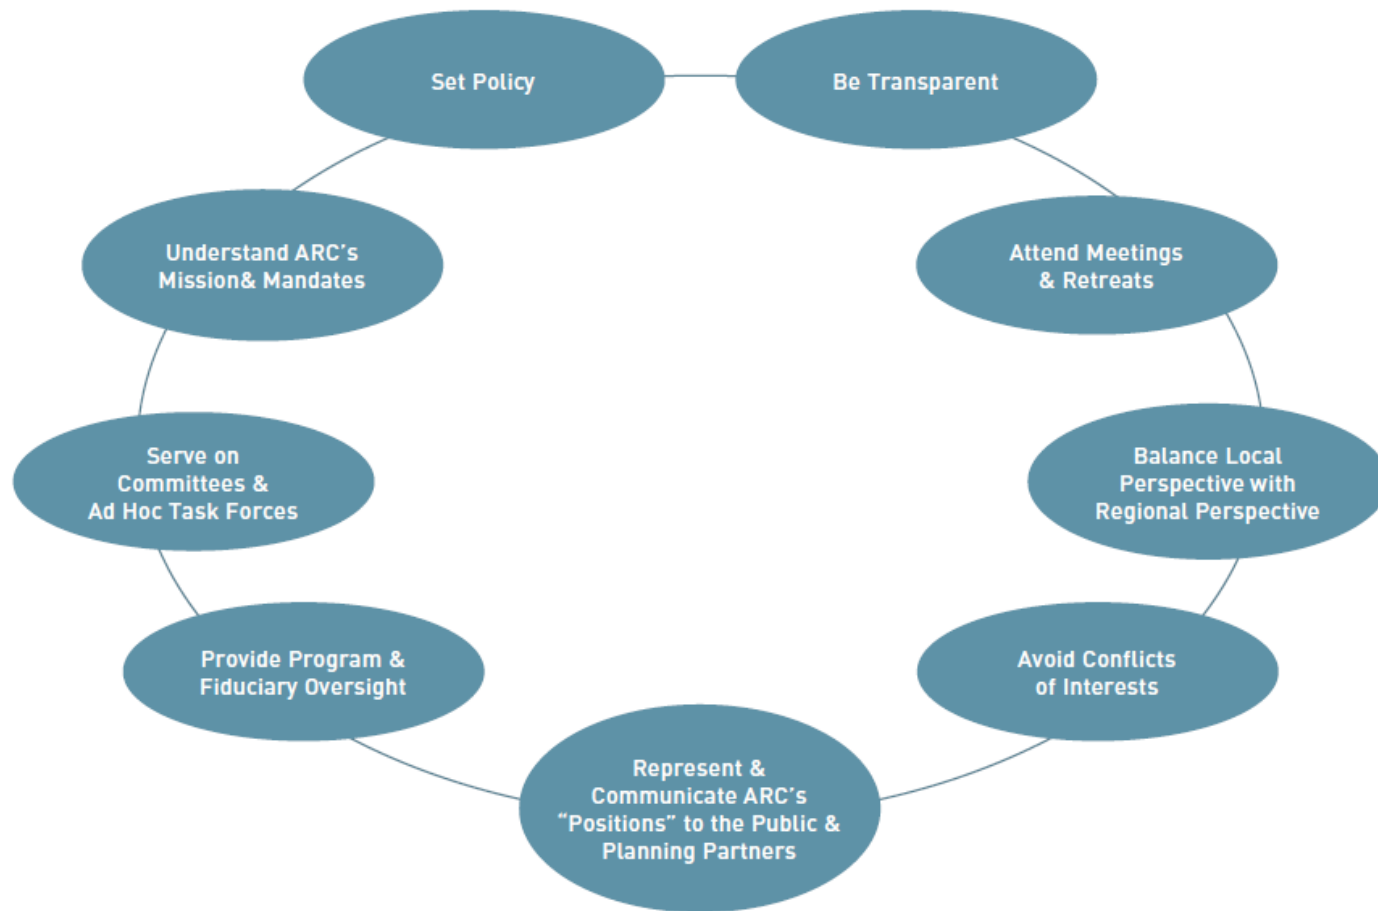 Set Policy
Be Transparent
Understand ARC’s
Mission& Mandates
Attend Meetings
& Retreats
Serve on
Committees &
Ad Hoc Task Forces
Balance Local
Perspective with
Regional Perspective
Provide Program &
Fiduciary Oversight
Avoid Conflicts
of Interests
Represent &
Communicate ARC’s
“Positions” to the Public &
Planning Partners